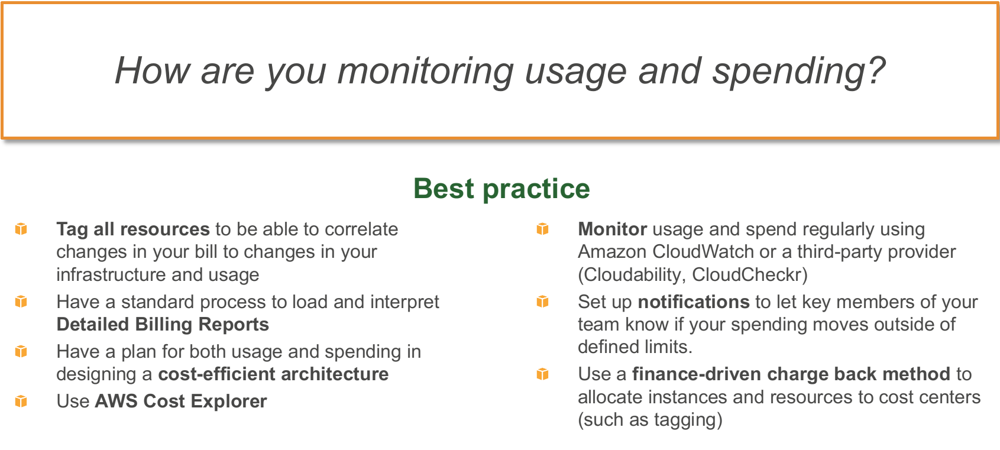 How are you monitoring usage and spending?
Best practice
Tag all resources to be able to correlate
changes in your bill to changes in your
infrastructure and usage
Have a standard process to load and interpret
Detailed Billing Reports
Have a plan for both usage and spending in
designing a cost-efficient architecture
Use AWS Cost Explorer
Monitor usage and spend regularly using
Amazon CloudWatch or a third-party provider
(Cloudability, CloudCheckr)
Set up notifications to let key members of your
team know if your spending moves outside of
defined limits.
Use a finance-driven charge back method to
allocate instances and resources to cost centers
(such as tagging)